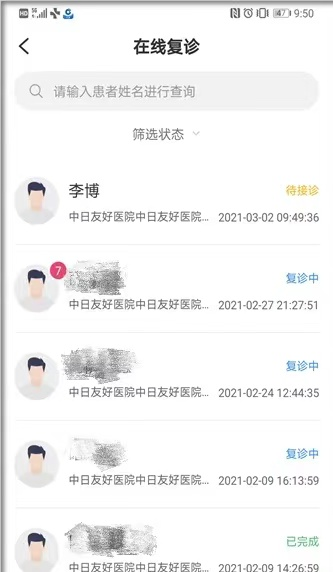 HD 5G 47 9:50
在线复诊
请输入患者姓名进行查询
筛选状态
李博 待接诊
中日友好医院中日友好医院... 2021-03-02 09:49:36
7 复诊中
中日友好医院中日友好医院... 2021-02-27 21:27:51
复诊中
中日友好医院中日友好医院... 2021-02-24 12:44:35
复诊中
中日友好医院中日友好医院... 2021-02-09 16:13:59
已完成
中日友好医院中日友好医院... 2021-02-09 14:26:59